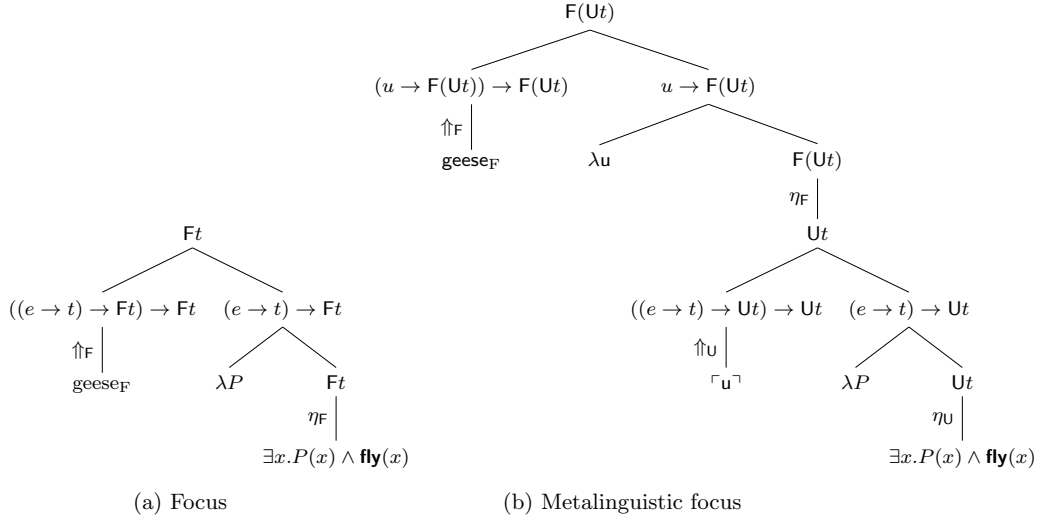 F(Ut)
(u → F(Ut)) → F(Ut) u → F(Ut)
⇑F
geeseF λu F(Ut)
ηF
Ft Ut
((e → t) → Ft) → Ft (e → t) → Ft ((e → t) → Ut) → Ut (e → t) → Ut
⇑F ⇑U
geeseF λP Ft ⌜u⌝ λP Ut
ηF ηU
∃x.P(x) ∧ fly(x) ∃x.P(x) ∧ fly(x)
(a) Focus (b) Metalinguistic focus